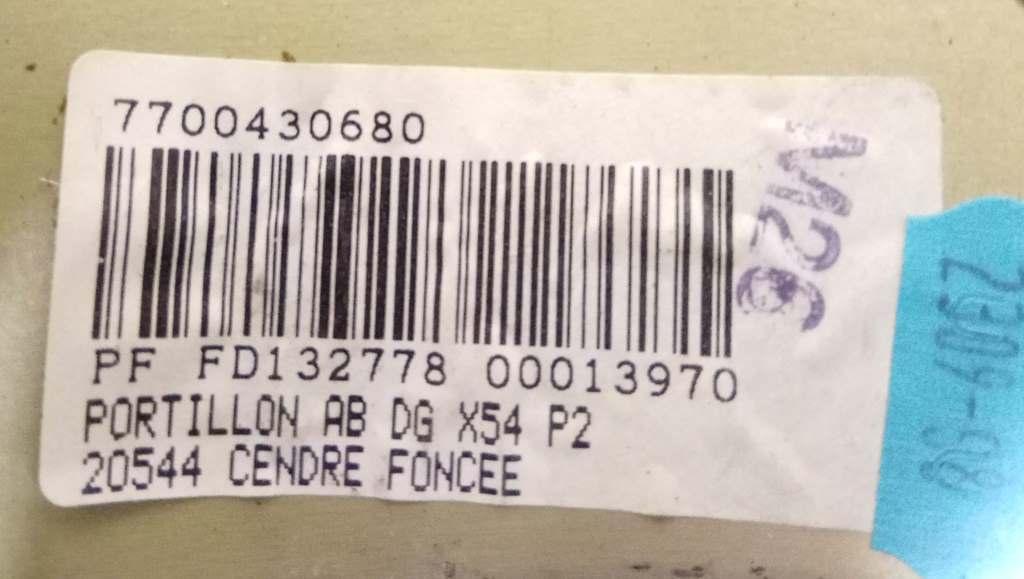 7700430680
PF FD132778 00013970
PORTILLON AB DG X54 P2
20544 CENDRE FONCEE